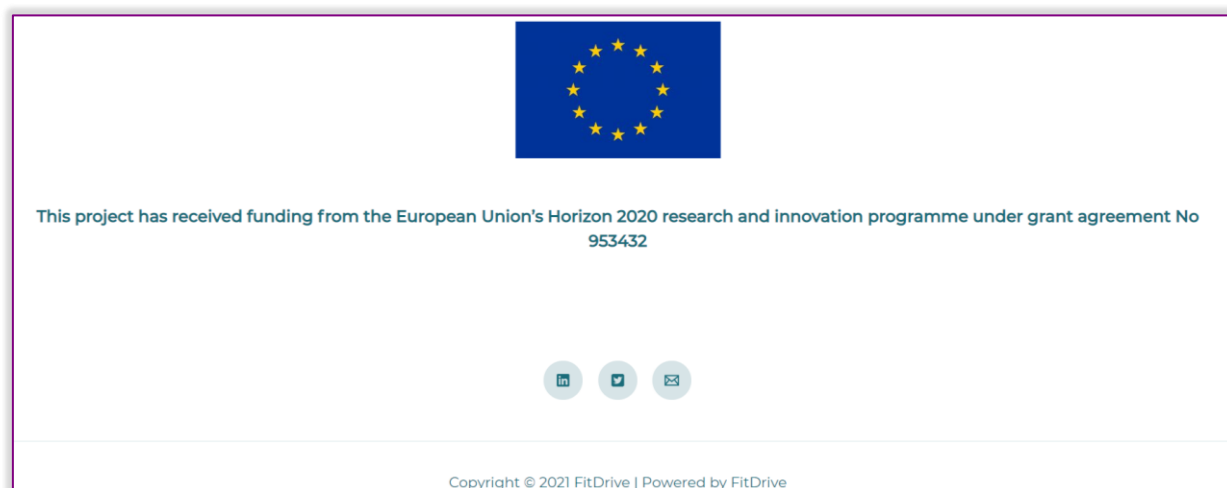 This project has received funding from the European Union’s Horizon 2020 research and innovation programme under grant agreement No
953432
in
Copyright © 2021 FitDrive | Powered by FitDrive